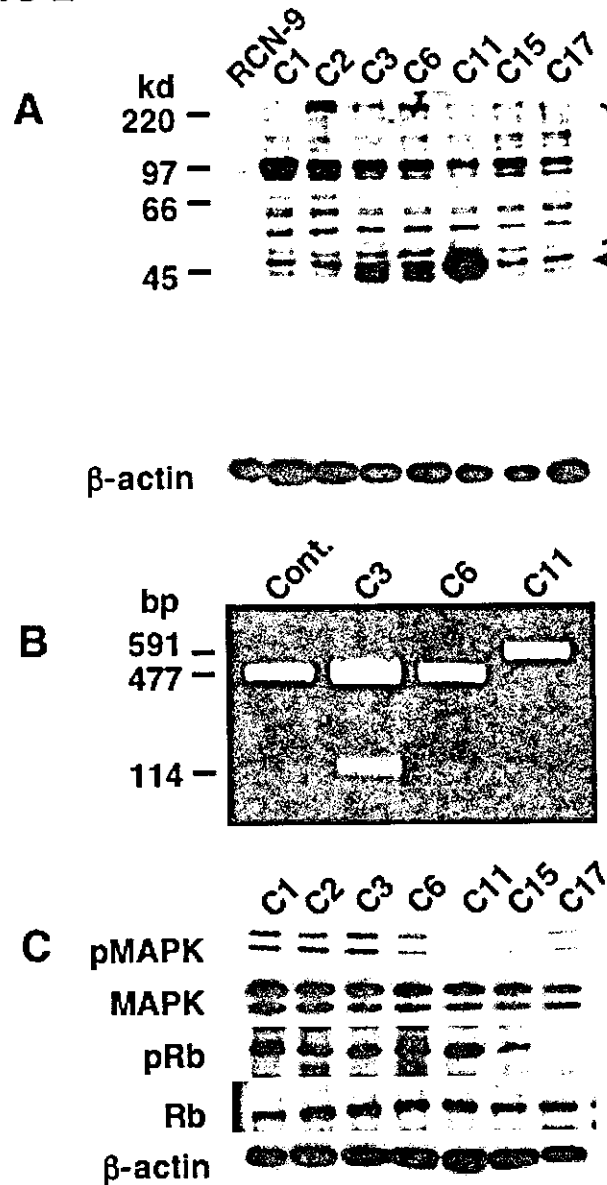 RCN-9 C1 C2 C3 C6 C11 C15 C17
A
kd
220
97
66
45
β-actin
Cont. C3 C6 C11
B
bp
591
477
114
C1 C2 C3 C6 C11 C15 C17
C
pMAPK
MAPK
pRb
Rb
β-actin